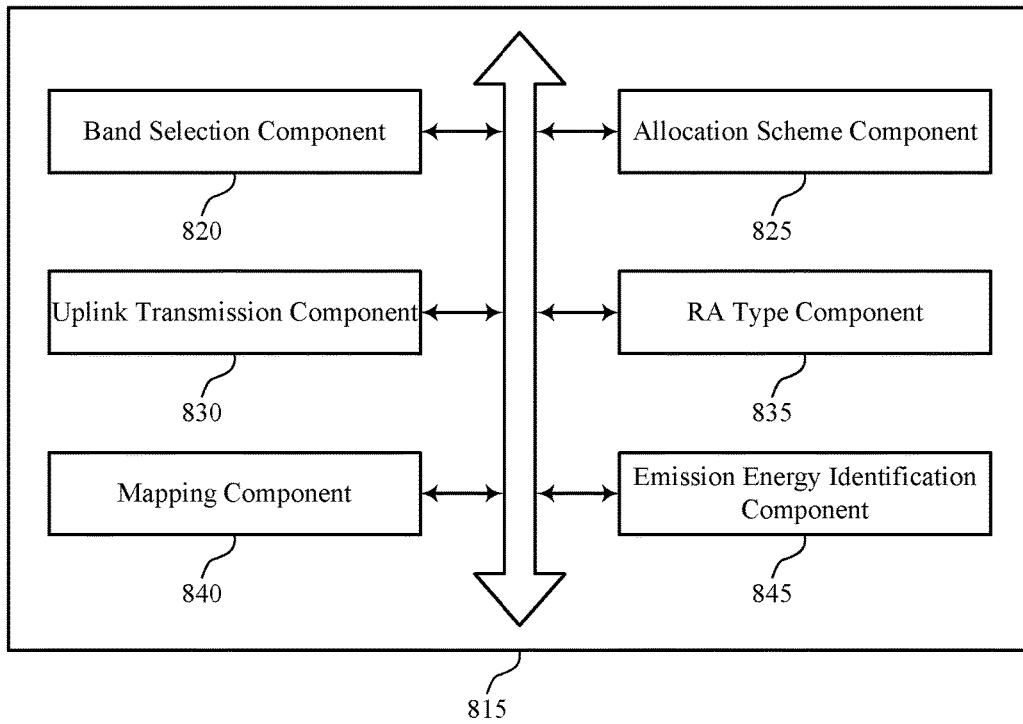 Band Selection Component
Allocation Scheme Component
820
825
Uplink Transmission Component
RA Type Component
830
835
Mapping Component
Emission Energy Identification
Component
840
845
815